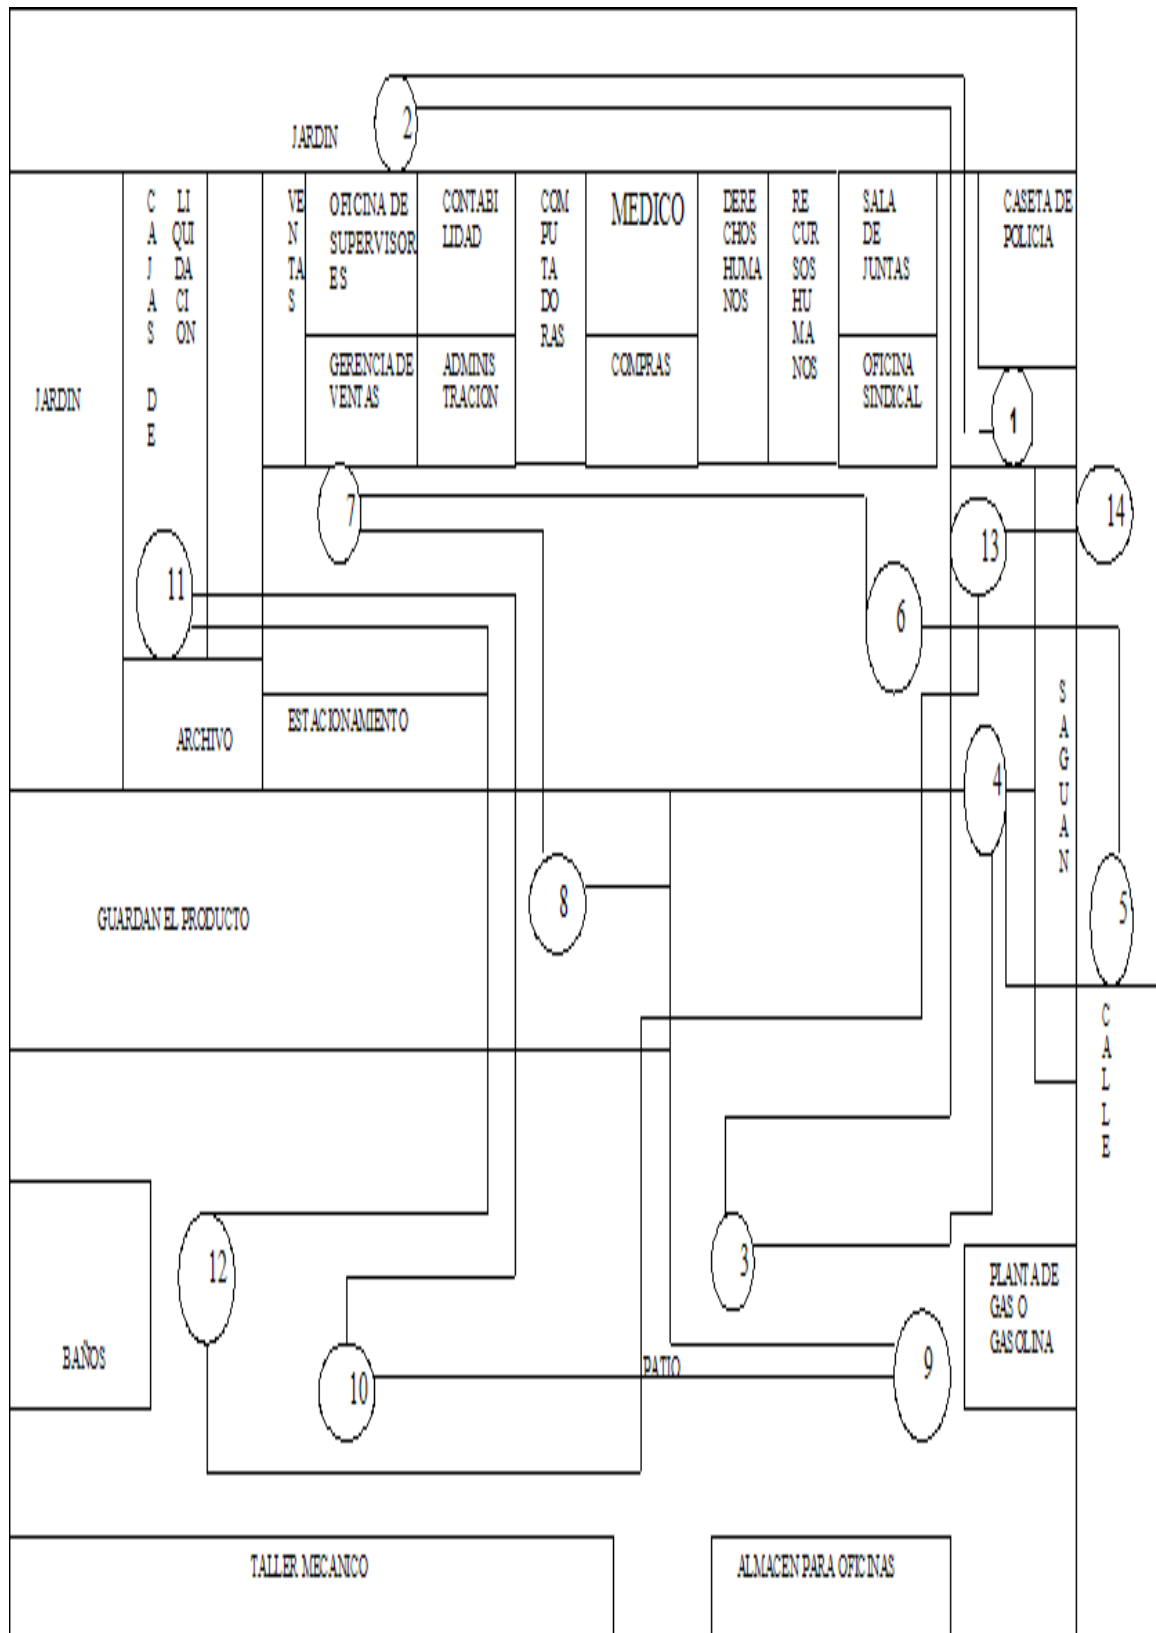 2
JARDIN
C
A
J
A
S
D
E
LI
QUI
DA
CI
ON
VE
N
TA
S
OFICINA DE
SUPERVISOR
ES
CONTABI
LIDAD
COM
PU
TA
DO
RAS
MEDICO
DERE
CHOS
HUMA
NOS
RE
CUR
SOS
HU
MA
NOS
SALA
DE
JUNTAS
CASETA DE
POLICIA
JARDIN
GERENCIA DE
VENTAS
ADMINIS
TRACION
COMPRAS
OFICINA
SINDICAL
1
7
14
13
11
6
ARCHIVO
ESTACIONAMIENTO
S
A
G
U
A
N
4
GUARDAN EL PRODUCTO
8
5
C
A
L
L
E
12
3
PLANTA DE
GAS O
GASOLINA
BAÑOS
10
PATIO
9
TALLER MECANICO
ALMACEN PARA OFICINAS